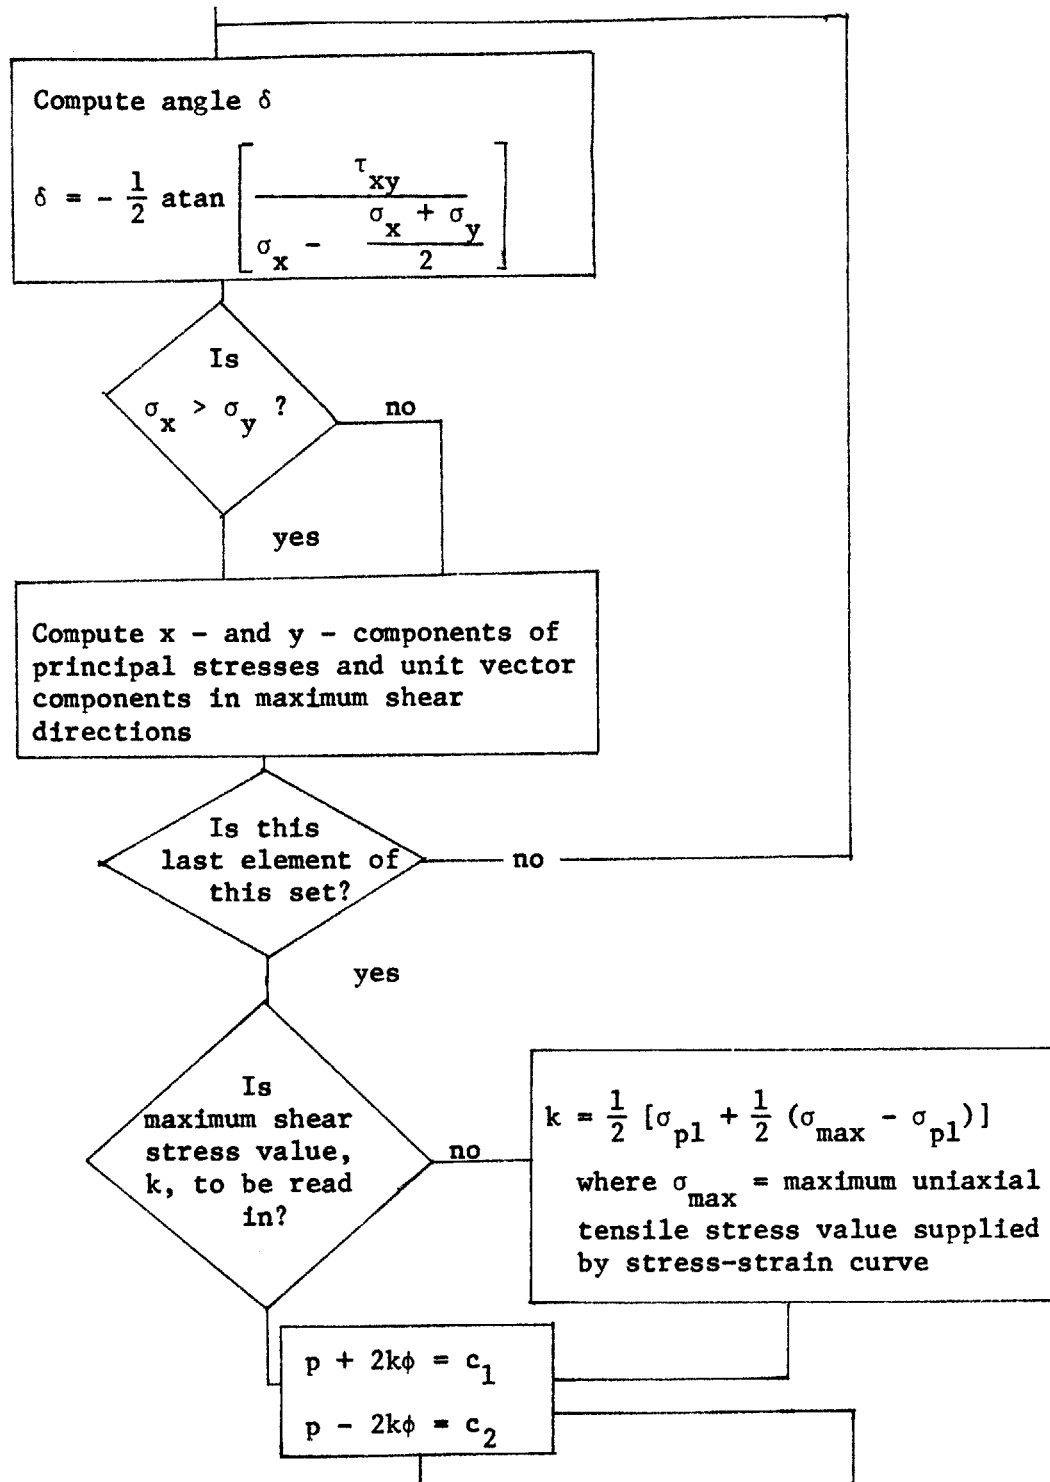 Compute angle δ
δ = - 1/2 atan [ τxy / (σx - (σx + σy)/2) ]
Is
σx > σy ?
no
yes
Compute x - and y - components of
principal stresses and unit vector
components in maximum shear
directions
Is this
last element of
this set?
no
yes
Is
maximum shear
stress value,
k, to be read
in?
no
k = 1/2 [σpl + 1/2 (σmax - σpl)]
where σmax = maximum uniaxial
tensile stress value supplied
by stress-strain curve
p + 2kϕ = c1
p - 2kϕ = c2